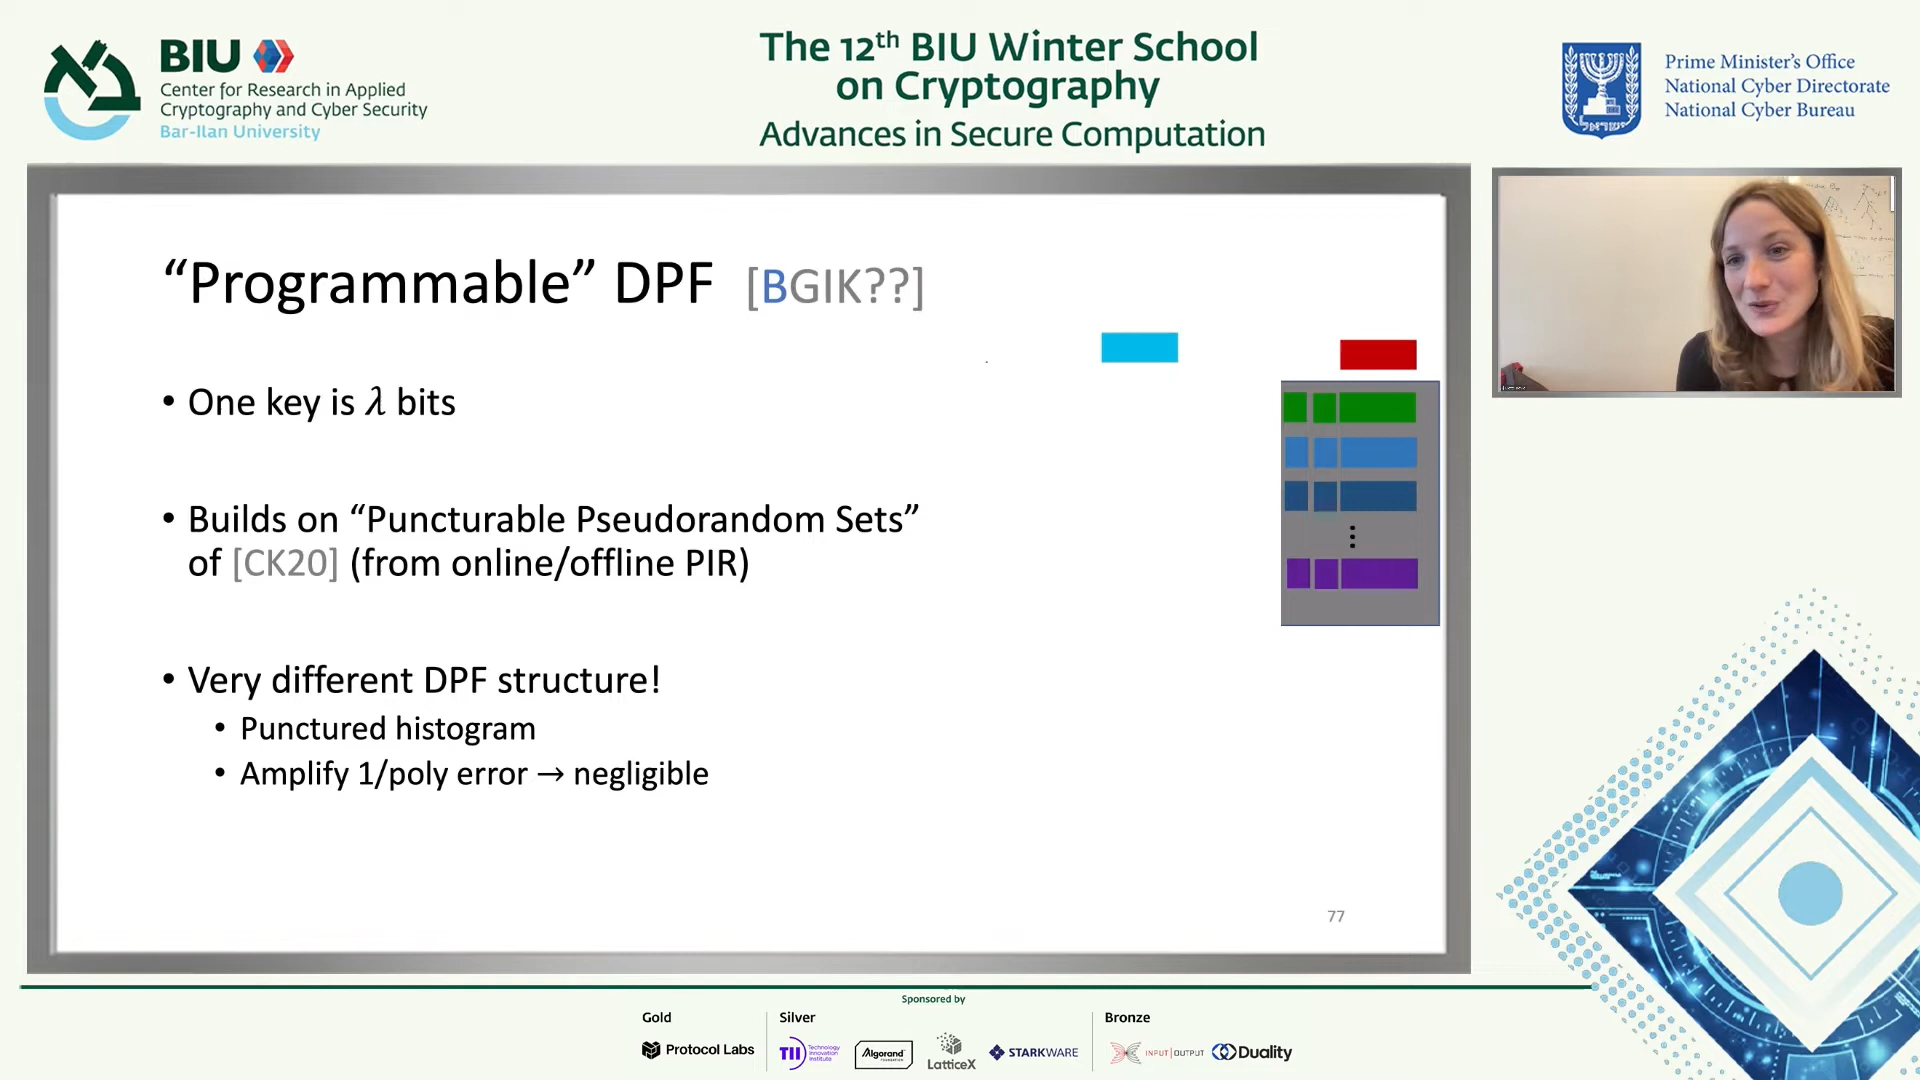 BIU
Center for Research in Applied
Cryptography and Cyber Security
Bar-Ilan University
The 12th BIU Winter School
on Cryptography
Advances in Secure Computation
Prime Minister's Office
National Cyber Directorate
National Cyber Bureau
“Programmable” DPF [BGIK??]
• One key is λ bits
• Builds on “Puncturable Pseudorandom Sets”
of [CK20] (from online/offline PIR)
• Very different DPF structure!
• Punctured histogram
• Amplify 1/poly error → negligible
77
Sponsored by
Gold
Silver
Bronze
Protocol Labs
TII Technology Innovation Institute
Algorand
LatticeX
STARKWARE
INPUT | OUTPUT
Duality